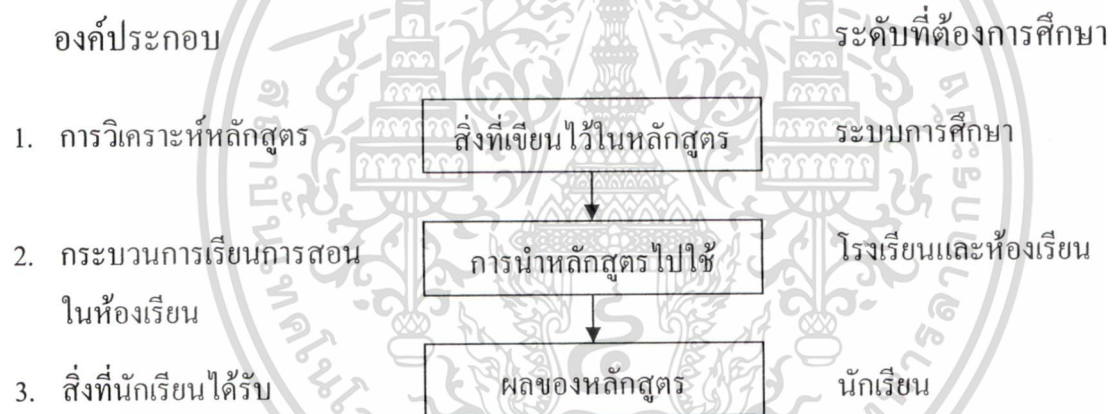 องค์ประกอบ ระดับที่ต้องการศึกษา
1. การวิเคราะห์หลักสูตร สิ่งที่เขียนไว้ในหลักสูตร ระบบการศึกษา
2. กระบวนการเรียนการสอน การนำหลักสูตรไปใช้ โรงเรียนและห้องเรียน
ในห้องเรียน
3. สิ่งที่นักเรียนได้รับ ผลของหลักสูตร นักเรียน